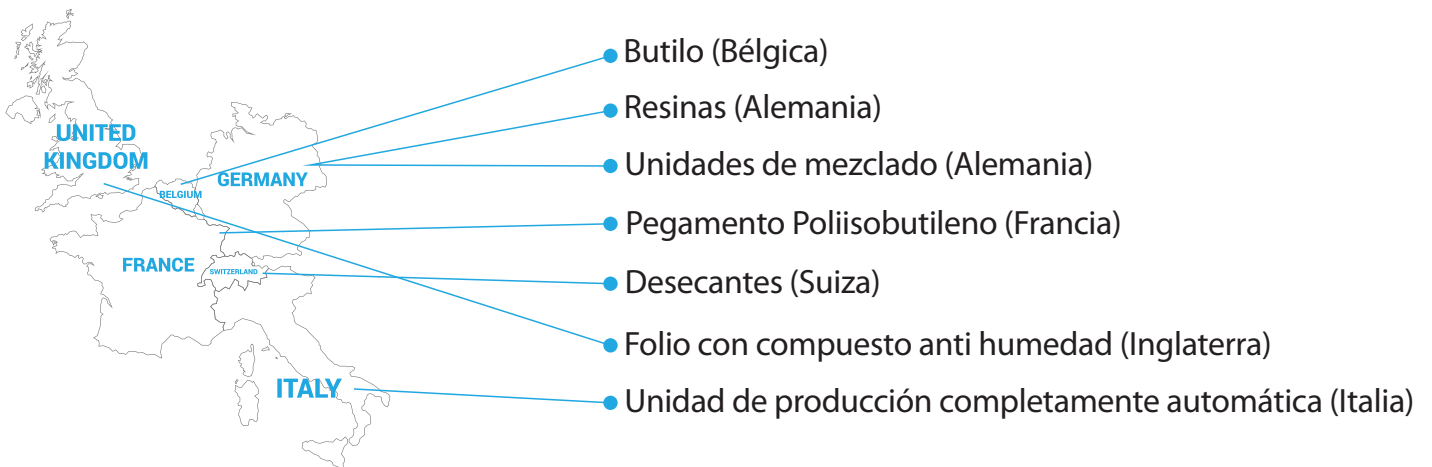 UNITED
KINGDOM
BELGIUM
GERMANY
FRANCE
SWITZERLAND
ITALY
Butilo (Bélgica)
Resinas (Alemania)
Unidades de mezclado (Alemania)
Pegamento Poliisobutileno (Francia)
Desecantes (Suiza)
Folio con compuesto anti humedad (Inglaterra)
Unidad de producción completamente automática (Italia)